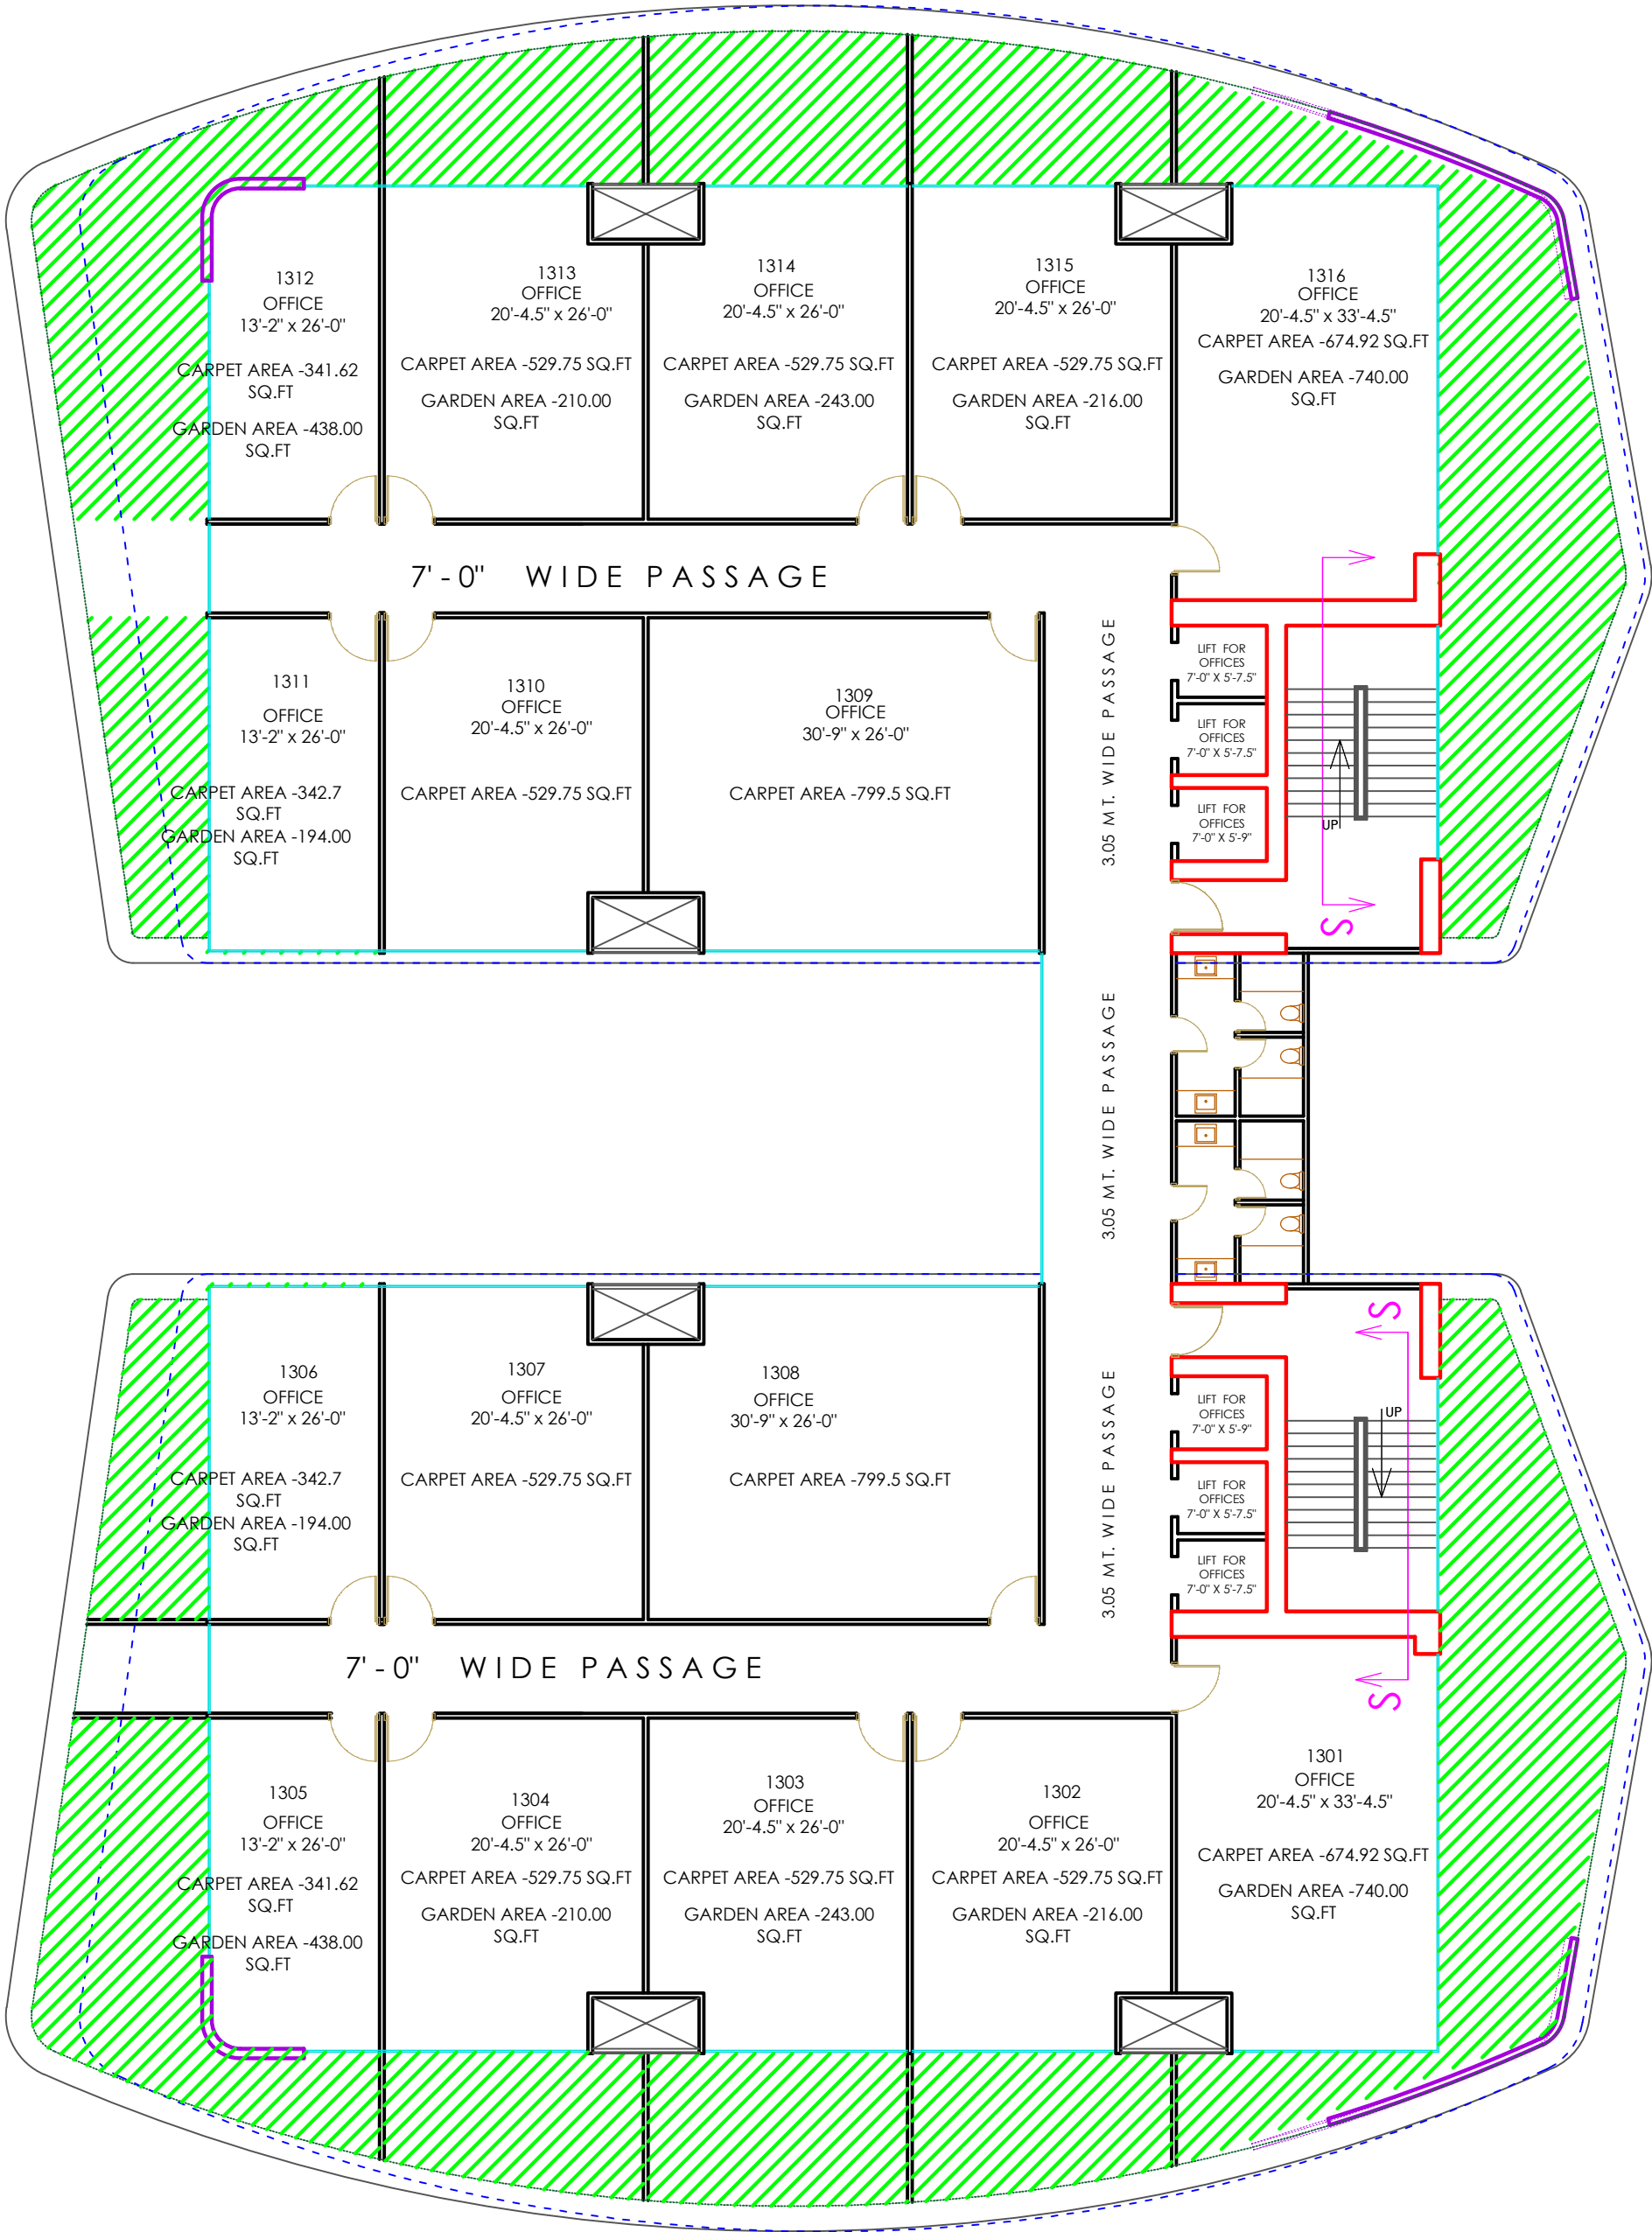 1312
OFFICE
13'-2" x 26'-0"
CARPET AREA -341.62
SQ.FT
GARDEN AREA -438.00
SQ.FT
1313
OFFICE
20'-4.5" x 26'-0"
CARPET AREA -529.75 SQ.FT
GARDEN AREA -210.00
SQ.FT
1314
OFFICE
20'-4.5" x 26'-0"
CARPET AREA -529.75 SQ.FT
GARDEN AREA -243.00
SQ.FT
1315
OFFICE
20'-4.5" x 26'-0"
CARPET AREA -529.75 SQ.FT
GARDEN AREA -216.00
SQ.FT
1316
OFFICE
20'-4.5" x 33'-4.5"
CARPET AREA -674.92 SQ.FT
GARDEN AREA -740.00
SQ.FT
7'-0" WIDE PASSAGE
1311
OFFICE
13'-2" x 26'-0"
CARPET AREA -342.7
SQ.FT
GARDEN AREA -194.00
SQ.FT
1310
OFFICE
20'-4.5" x 26'-0"
CARPET AREA -529.75 SQ.FT
1309
OFFICE
30'-9" x 26'-0"
CARPET AREA -799.5 SQ.FT
3.05 MT. WIDE PASSAGE
LIFT FOR
OFFICES
7'-0" X 5'-7.5"
LIFT FOR
OFFICES
7'-0" X 5'-7.5"
LIFT FOR
OFFICES
7'-0" X 5'-9"
UP
S
3.05 MT. WIDE PASSAGE
1306
OFFICE
13'-2" x 26'-0"
CARPET AREA -342.7
SQ.FT
GARDEN AREA -194.00
SQ.FT
1307
OFFICE
20'-4.5" x 26'-0"
CARPET AREA -529.75 SQ.FT
1308
OFFICE
30'-9" x 26'-0"
CARPET AREA -799.5 SQ.FT
3.05 MT. WIDE PASSAGE
S
LIFT FOR
OFFICES
7'-0" X 5'-9"
LIFT FOR
OFFICES
7'-0" X 5'-7.5"
LIFT FOR
OFFICES
7'-0" X 5'-7.5"
UP
S
7'-0" WIDE PASSAGE
1305
OFFICE
13'-2" x 26'-0"
CARPET AREA -341.62
SQ.FT
GARDEN AREA -438.00
SQ.FT
1304
OFFICE
20'-4.5" x 26'-0"
CARPET AREA -529.75 SQ.FT
GARDEN AREA -210.00
SQ.FT
1303
OFFICE
20'-4.5" x 26'-0"
CARPET AREA -529.75 SQ.FT
GARDEN AREA -243.00
SQ.FT
1302
OFFICE
20'-4.5" x 26'-0"
CARPET AREA -529.75 SQ.FT
GARDEN AREA -216.00
SQ.FT
1301
OFFICE
20'-4.5" x 33'-4.5"
CARPET AREA -674.92 SQ.FT
GARDEN AREA -740.00
SQ.FT